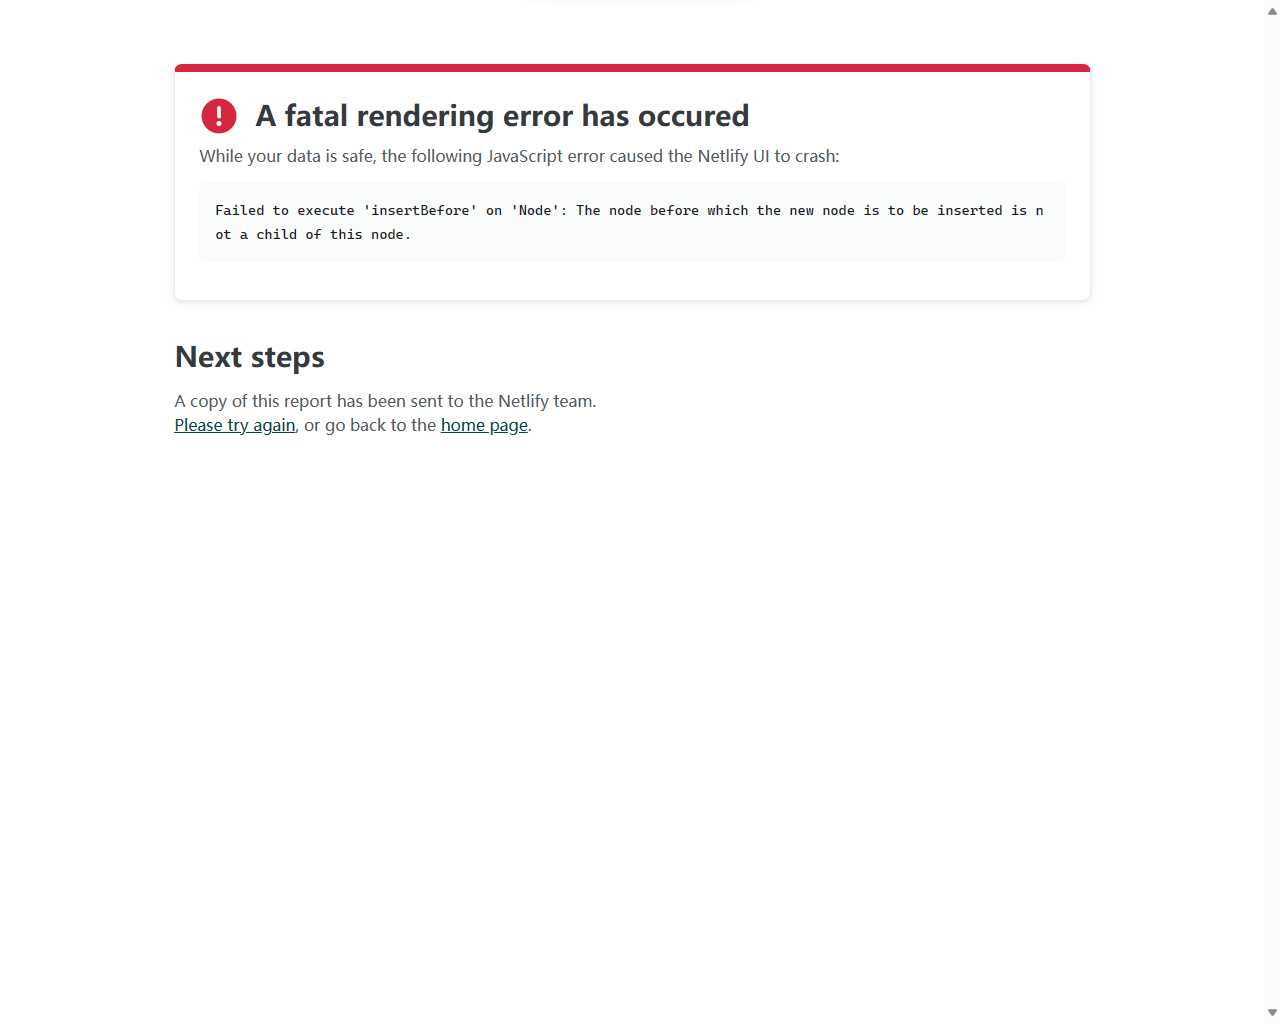 A fatal rendering error has occured
While your data is safe, the following JavaScript error caused the Netlify UI to crash:
Failed to execute 'insertBefore' on 'Node': The node before which the new node is to be inserted is n
ot a child of this node.
Next steps
A copy of this report has been sent to the Netlify team.
Please try again, or go back to the home page.